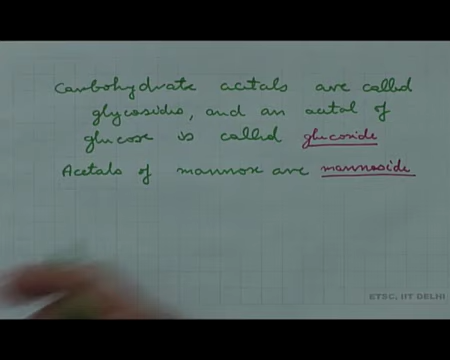 Carbohydrate acetals are called
glycosides, and an acetal of
glucose is called glucoside
Acetals of mannose are mannoside
ETSC, IIT DELHI